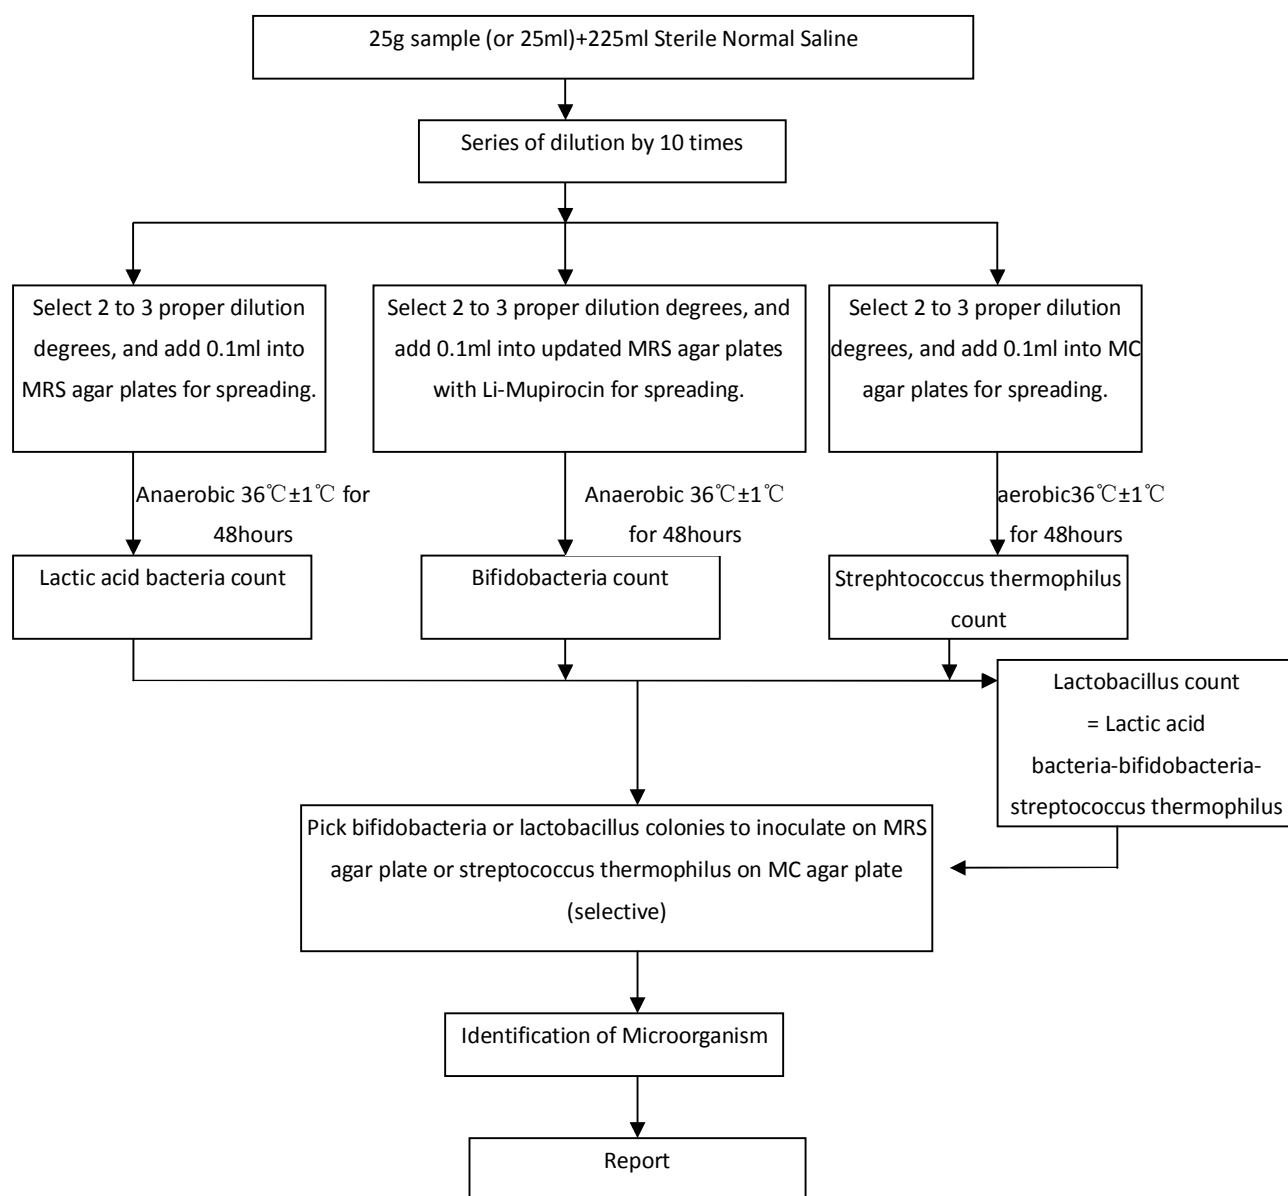 25g sample (or 25ml)+225ml Sterile Normal Saline
Series of dilution by 10 times
Select 2 to 3 proper dilution
degrees, and add 0.1ml into
MRS agar plates for spreading.
Select 2 to 3 proper dilution degrees, and
add 0.1ml into updated MRS agar plates
with Li-Mupirocin for spreading.
Select 2 to 3 proper dilution
degrees, and add 0.1ml into MC
agar plates for spreading.
Anaerobic 36℃±1℃ for
48hours
Anaerobic 36℃±1℃
for 48hours
aerobic36℃±1℃
for 48hours
Lactic acid bacteria count
Bifidobacteria count
Strephtococcus thermophilus
count
Lactobacillus count
= Lactic acid
bacteria-bifidobacteria-
streptococcus thermophilus
Pick bifidobacteria or lactobacillus colonies to inoculate on MRS
agar plate or streptococcus thermophilus on MC agar plate
(selective)
Identification of Microorganism
Report